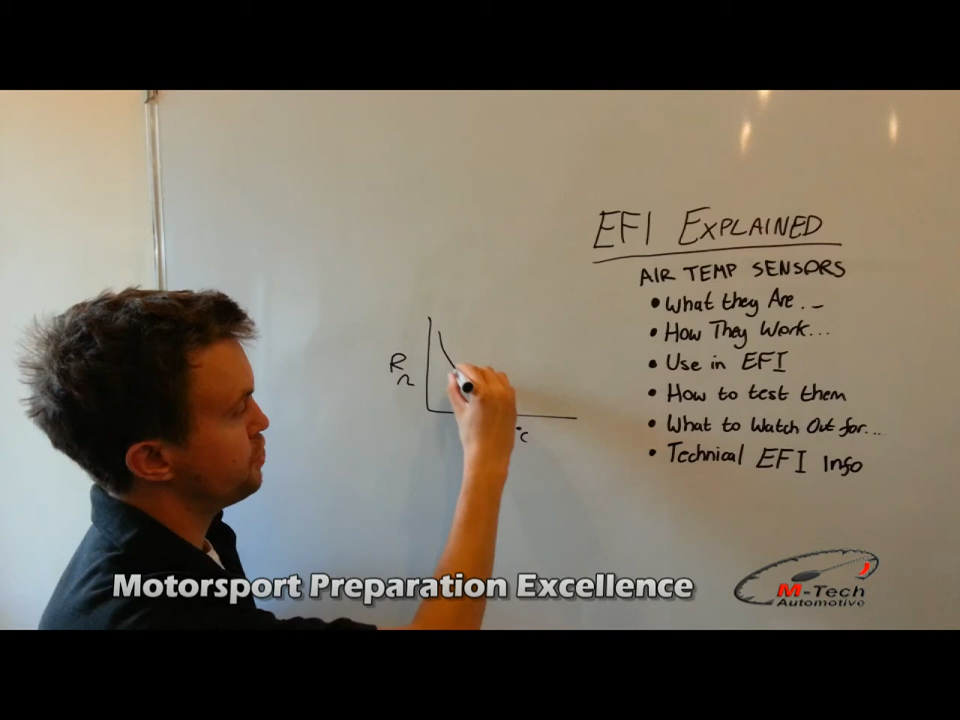 EFI EXPLAINED
AIR TEMP SENSORS
• What they Are...
• How They Work...
• Use in EFI
• How to test them
• What to Watch Out for...
• Technical EFI Info
R
Ω
°C
Motorsport Preparation Excellence
M-Tech
Automotive